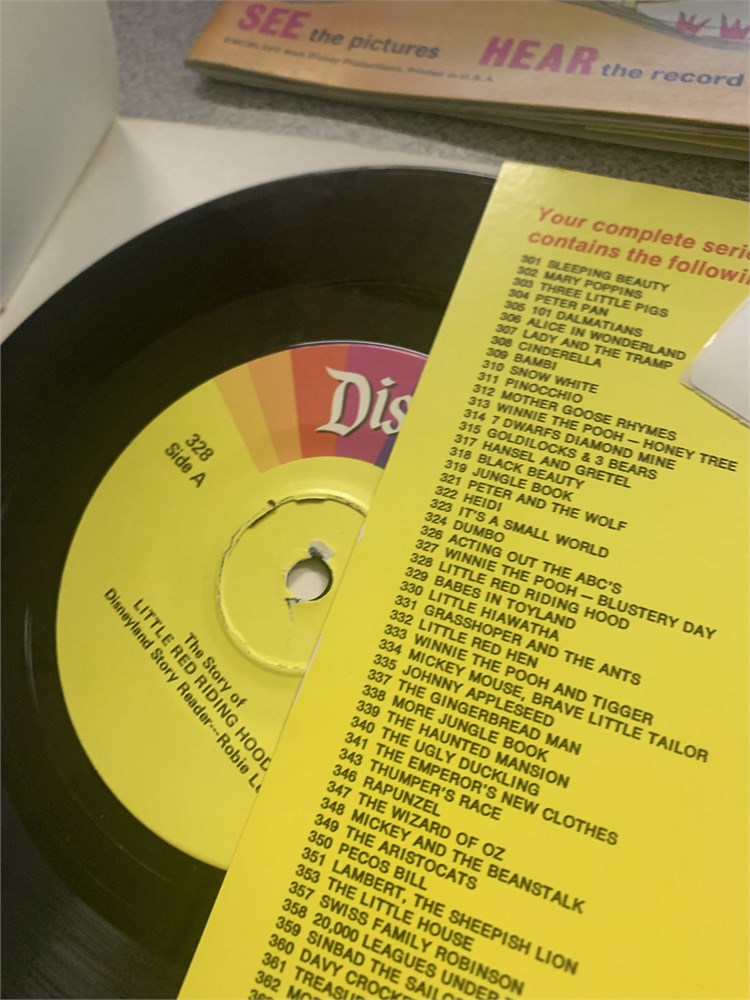 SEE the pictures
HEAR the record
Your complete
contains the
301 SLEEPING BEAUTY
302 MARY POPPINS
303 THREE LITTLE PIGS
304 PETER PAN
305 101 DALMATIANS
306 ALICE IN WONDERLAND
307 LADY AND THE TRAMP
308 CINDERELLA
309 BAMBI
310 SNOW WHITE
311 PINOCCHIO
312 MOTHER GOOSE RHYMES
313 WINNIE THE POOH — HONEY TREE
314 7 DWARFS DIAMOND MINE
315 GOLDILOCKS & 3 BEARS
317 HANSEL AND GRETEL
318 BLACK BEAUTY
319 JUNGLE BOOK
321 PETER AND THE WOLF
322 HEIDI
323 IT'S A SMALL WORLD
324 DUMBO
326 ACTING OUT THE ABC'S
327 WINNIE THE POOH — BLUSTERY DAY
328 LITTLE RED RIDING HOOD
329 BABES IN TOYLAND
330 LITTLE HIAWATHA
331 GRASSHOPER AND THE ANTS
332 LITTLE RED HEN
333 WINNIE THE POOH AND TIGGER
334 MICKEY MOUSE, BRAVE LITTLE TAILOR
335 JOHNNY APPLESEED
337 THE GINGERBREAD MAN
338 MORE JUNGLE BOOK
339 THE HAUNTED MANSION
340 THE UGLY DUCKLING
341 THE EMPEROR'S NEW CLOTHES
343 THUMPER'S RACE
346 RAPUNZEL
347 THE WIZARD OF OZ
348 MICKEY AND THE BEANSTALK
349 THE ARISTOCATS
350 PECOS BILL
351 LAMBERT, THE SHEEPISH LION
353 THE LITTLE HOUSE
357 SWISS FAMILY ROBINSON
358 20,000 LEAGUES UNDER
359 SINBAD THE
360 DAVY
361
362
Dis
328
Side A
The Story of
LITTLE RED RIDING HOOD
Disneyland Story Reader---Robie